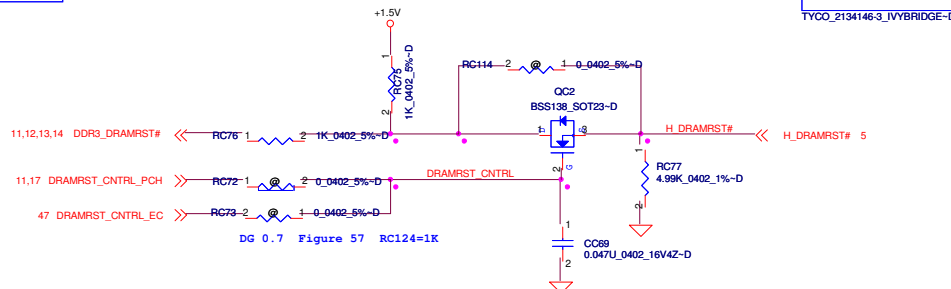 TYCO_2134146-3_IVYBRIDGE~D
+1.5V
1
RC75
1K_0402_5%~D
2
RC114 2 @ 1 0_0402_5%~D
QC2
BSS138_SOT23~D
11,12,13,14 DDR3_DRAMRST# RC76 1 2 1K_0402_5%~D
1 D S 3
H_DRAMRST#
H_DRAMRST# 5
2 G
1
RC77
4.99K_0402_1%~D
2
11,17 DRAMRST_CNTRL_PCH RC72 1 @ 2 0_0402_5%~D
DRAMRST_CNTRL
47 DRAMRST_CNTRL_EC RC73 2 @ 1 0_0402_5%~D
DG 0.7 Figure 57 RC124=1K
1
CC69
0.047U_0402_16V4Z~D
2